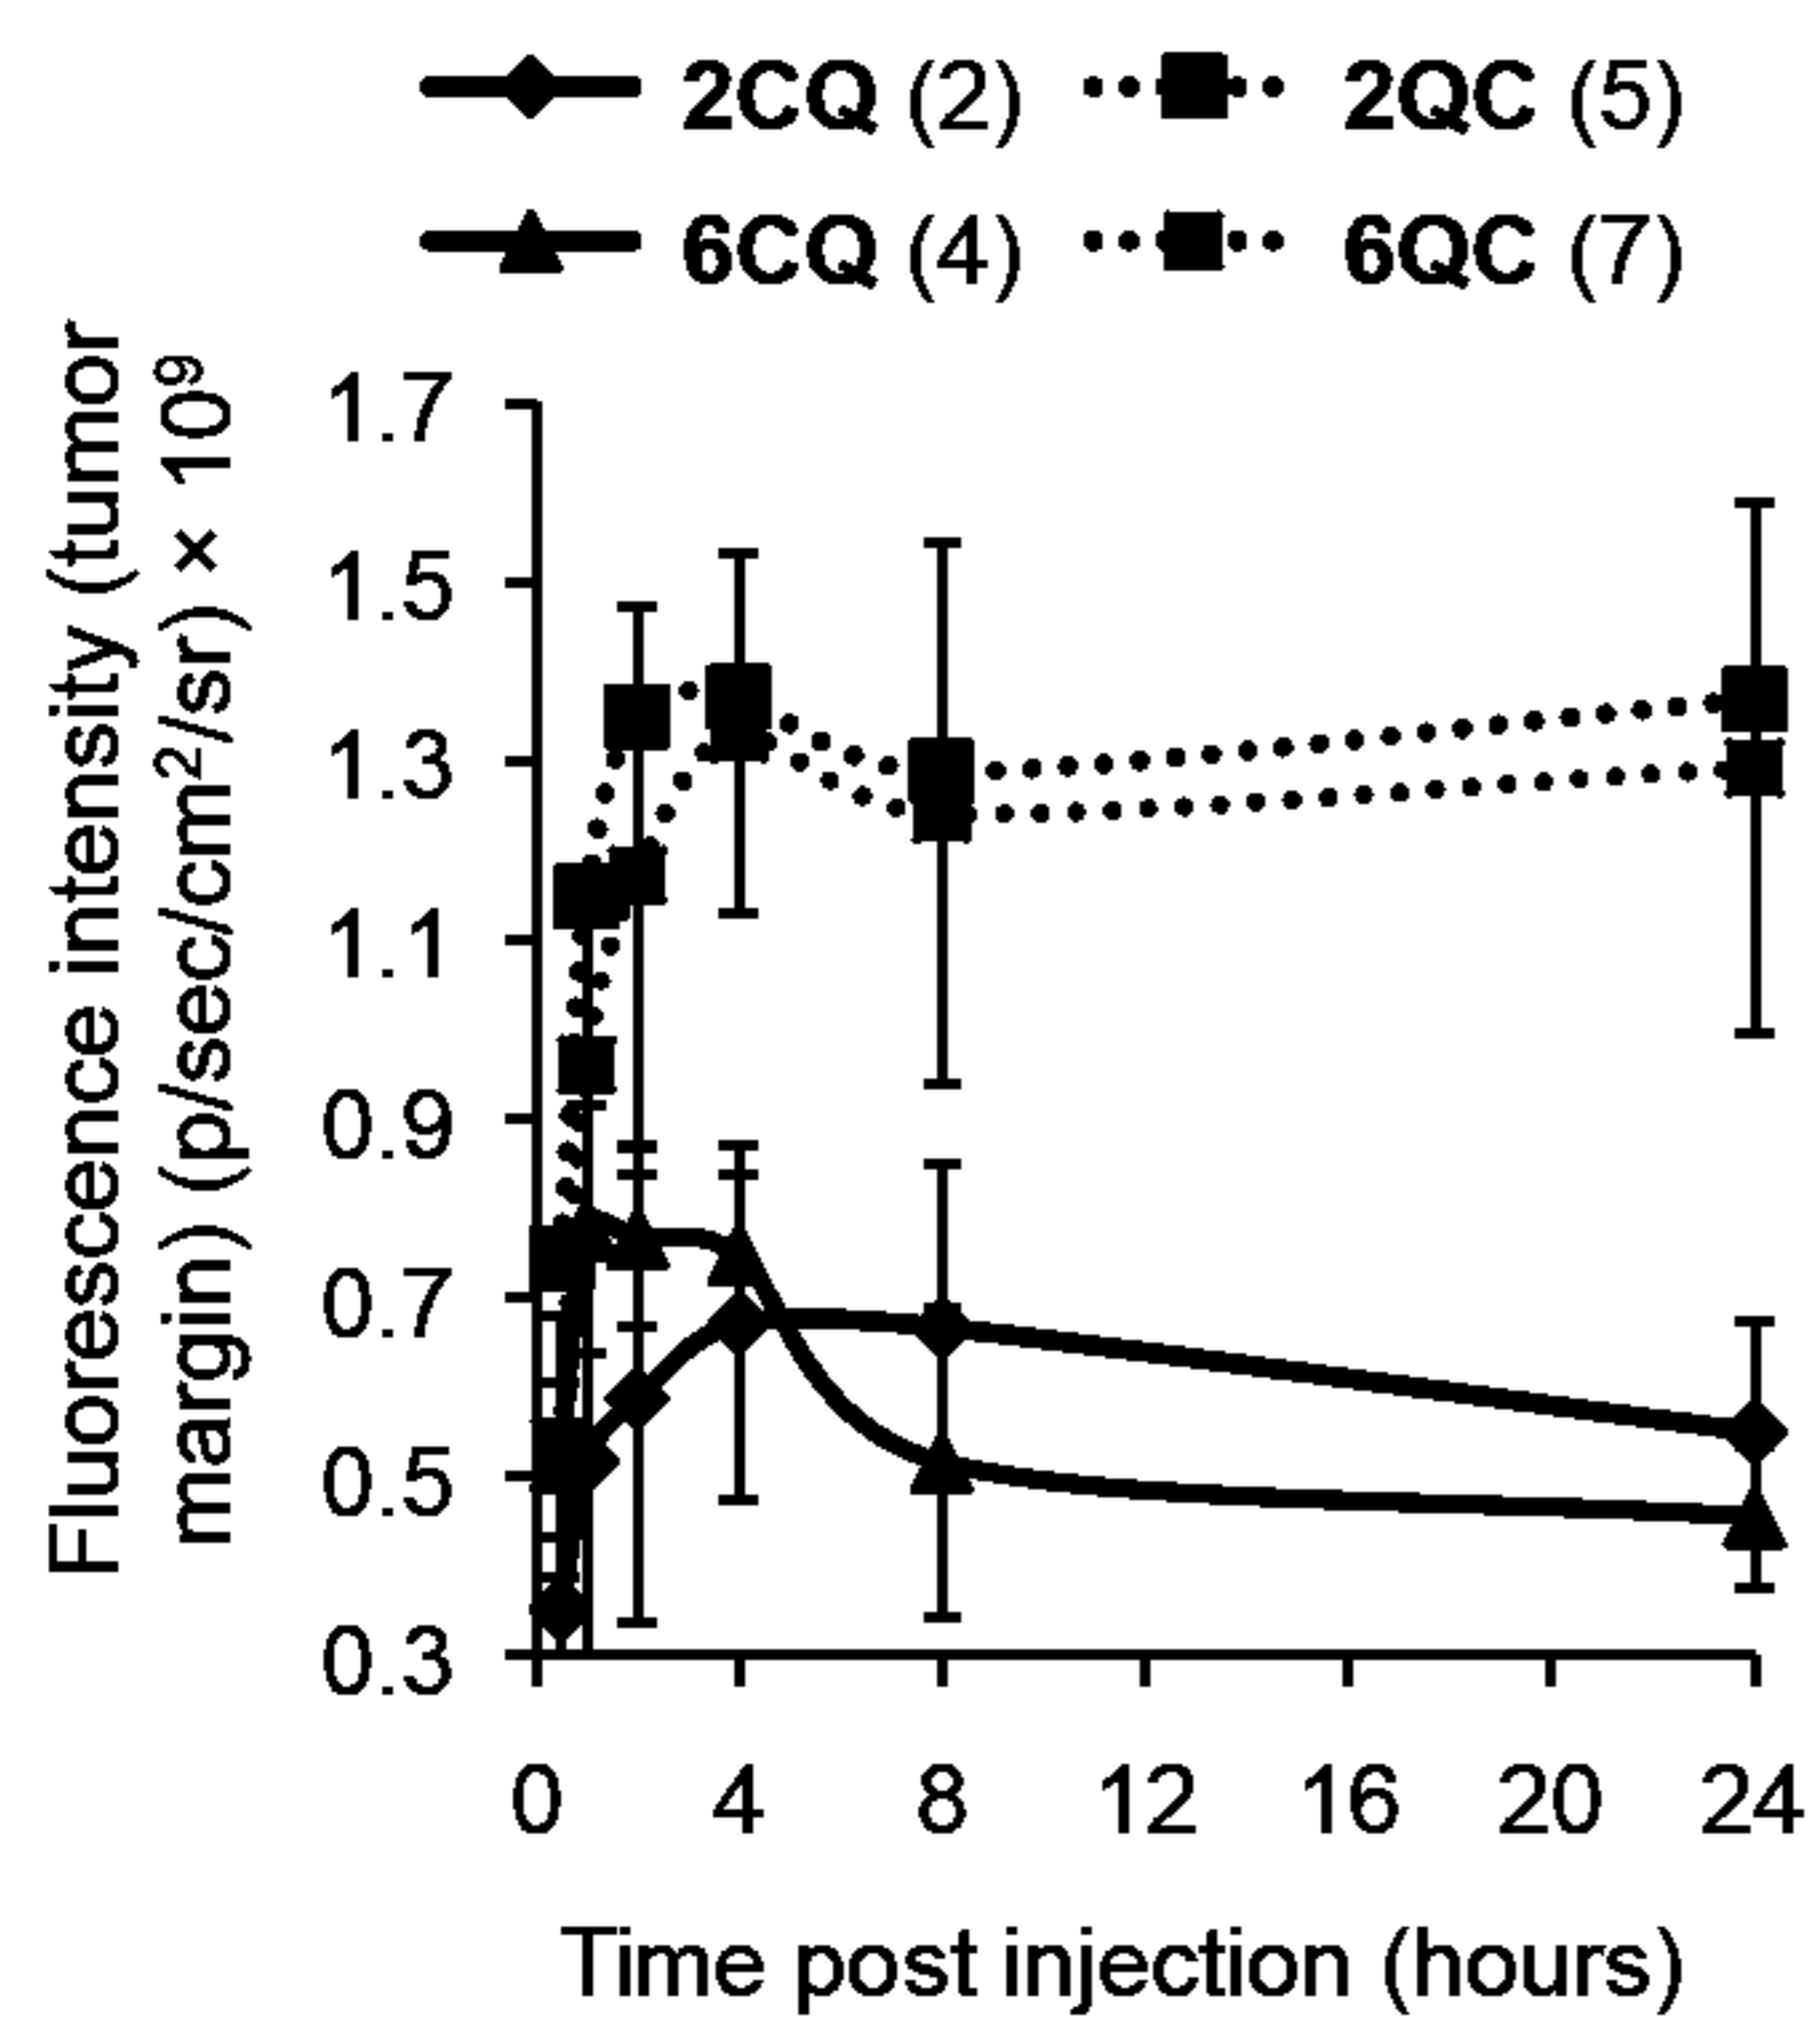 2CQ (2) 2QC (5)
6CQ (4) 6QC (7)
Fluorescence intensity (tumor
margin) (p/sec/cm²/sr) × 10⁹
1.7
1.5
1.3
1.1
0.9
0.7
0.5
0.3
0 4 8 12 16 20 24
Time post injection (hours)